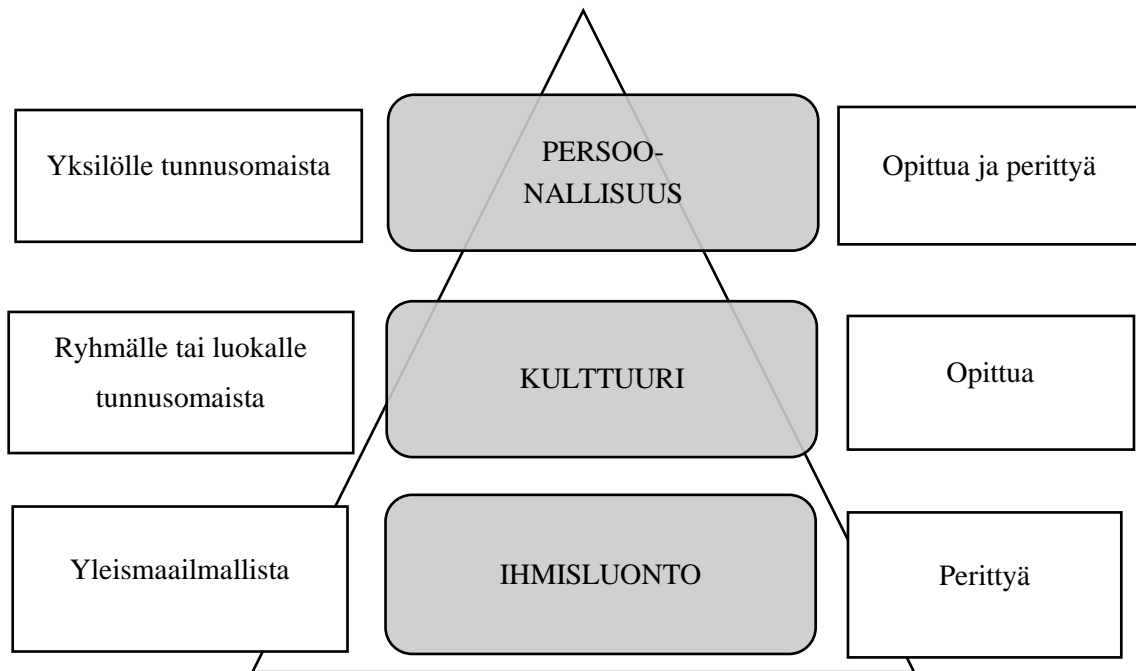 Yksilölle tunnusomaista
PERSOO-
NALLISUUS
Opittua ja perittyä
Ryhmälle tai luokalle
tunnusomaista
KULTTUURI
Opittua
Yleismaailmallista
IHMISLUONTO
Perittyä